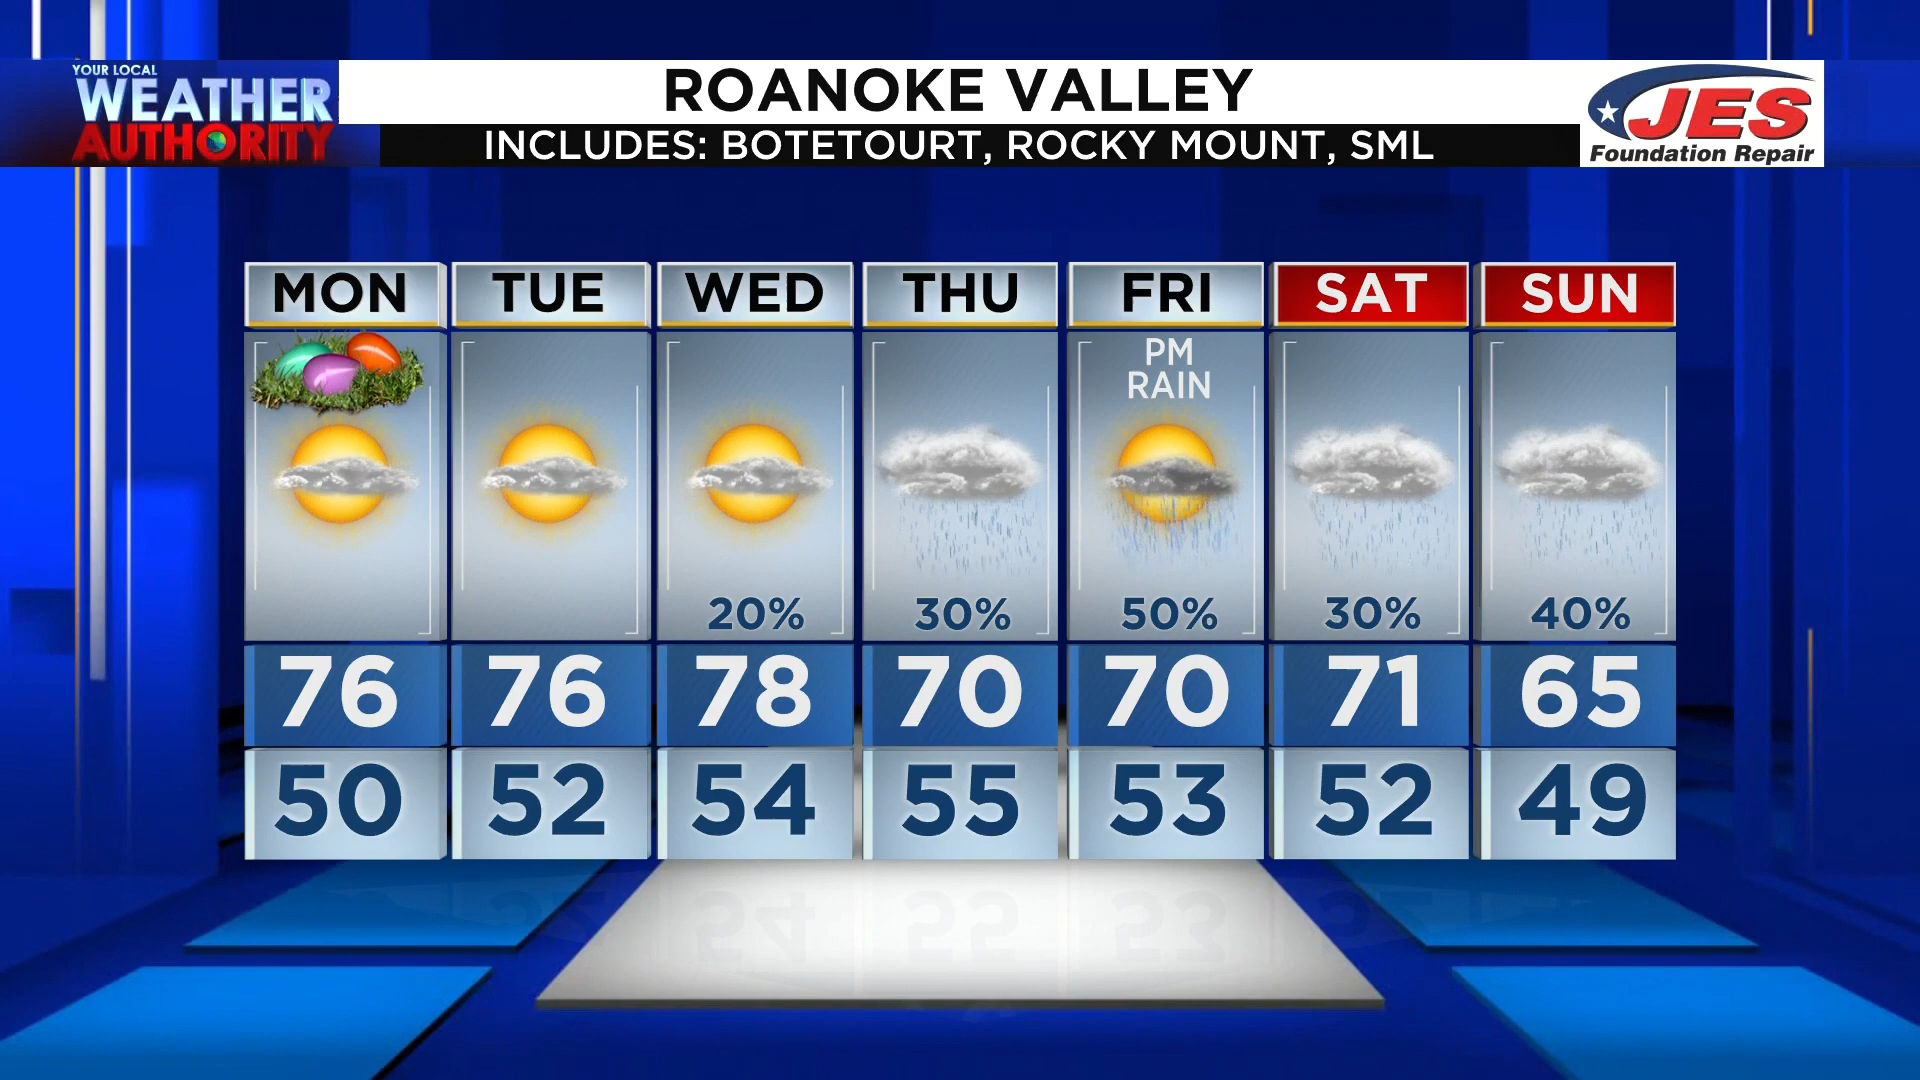 YOUR LOCAL
WEATHER
AUTHORITY
ROANOKE VALLEY
INCLUDES: BOTETOURT, ROCKY MOUNT, SML
JES
Foundation Repair
MON TUE WED THU FRI SAT SUN
PM
RAIN
20% 30% 50% 30% 40%
76 76 78 70 70 71 65
50 52 54 55 53 52 49